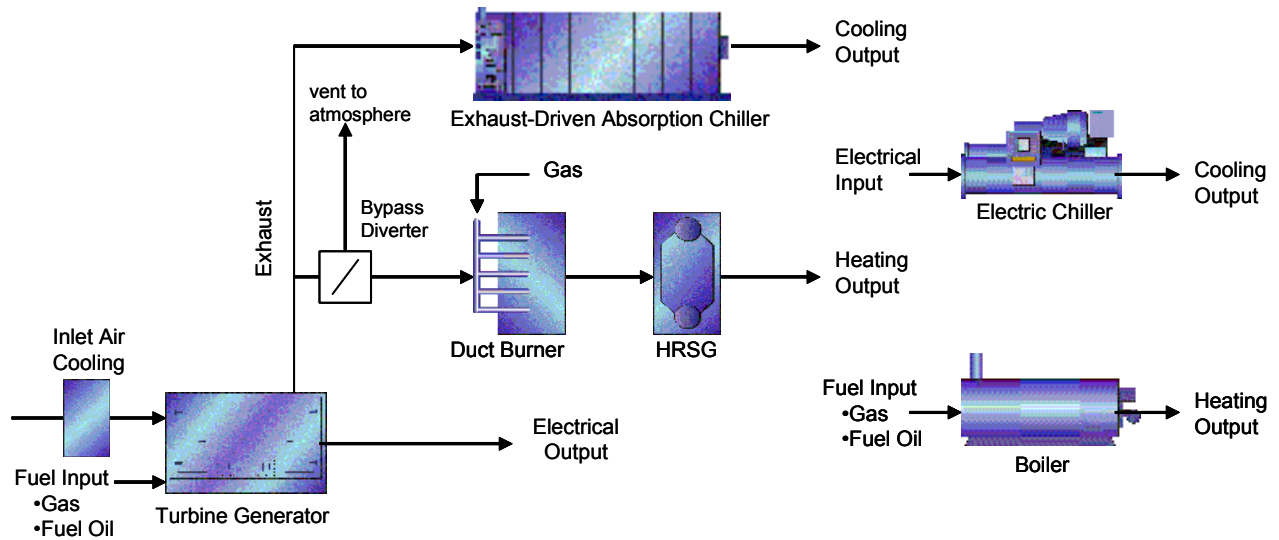 Cooling
Output
vent to
atmosphere
Exhaust-Driven Absorption Chiller
Gas
Electrical
Input
Cooling
Output
Electric Chiller
Exhaust
Bypass
Diverter
Heating
Output
Inlet Air
Cooling
Duct Burner
HRSG
Fuel Input
•Gas
•Fuel Oil
Heating
Output
Boiler
Electrical
Output
Fuel Input
•Gas
•Fuel Oil
Turbine Generator